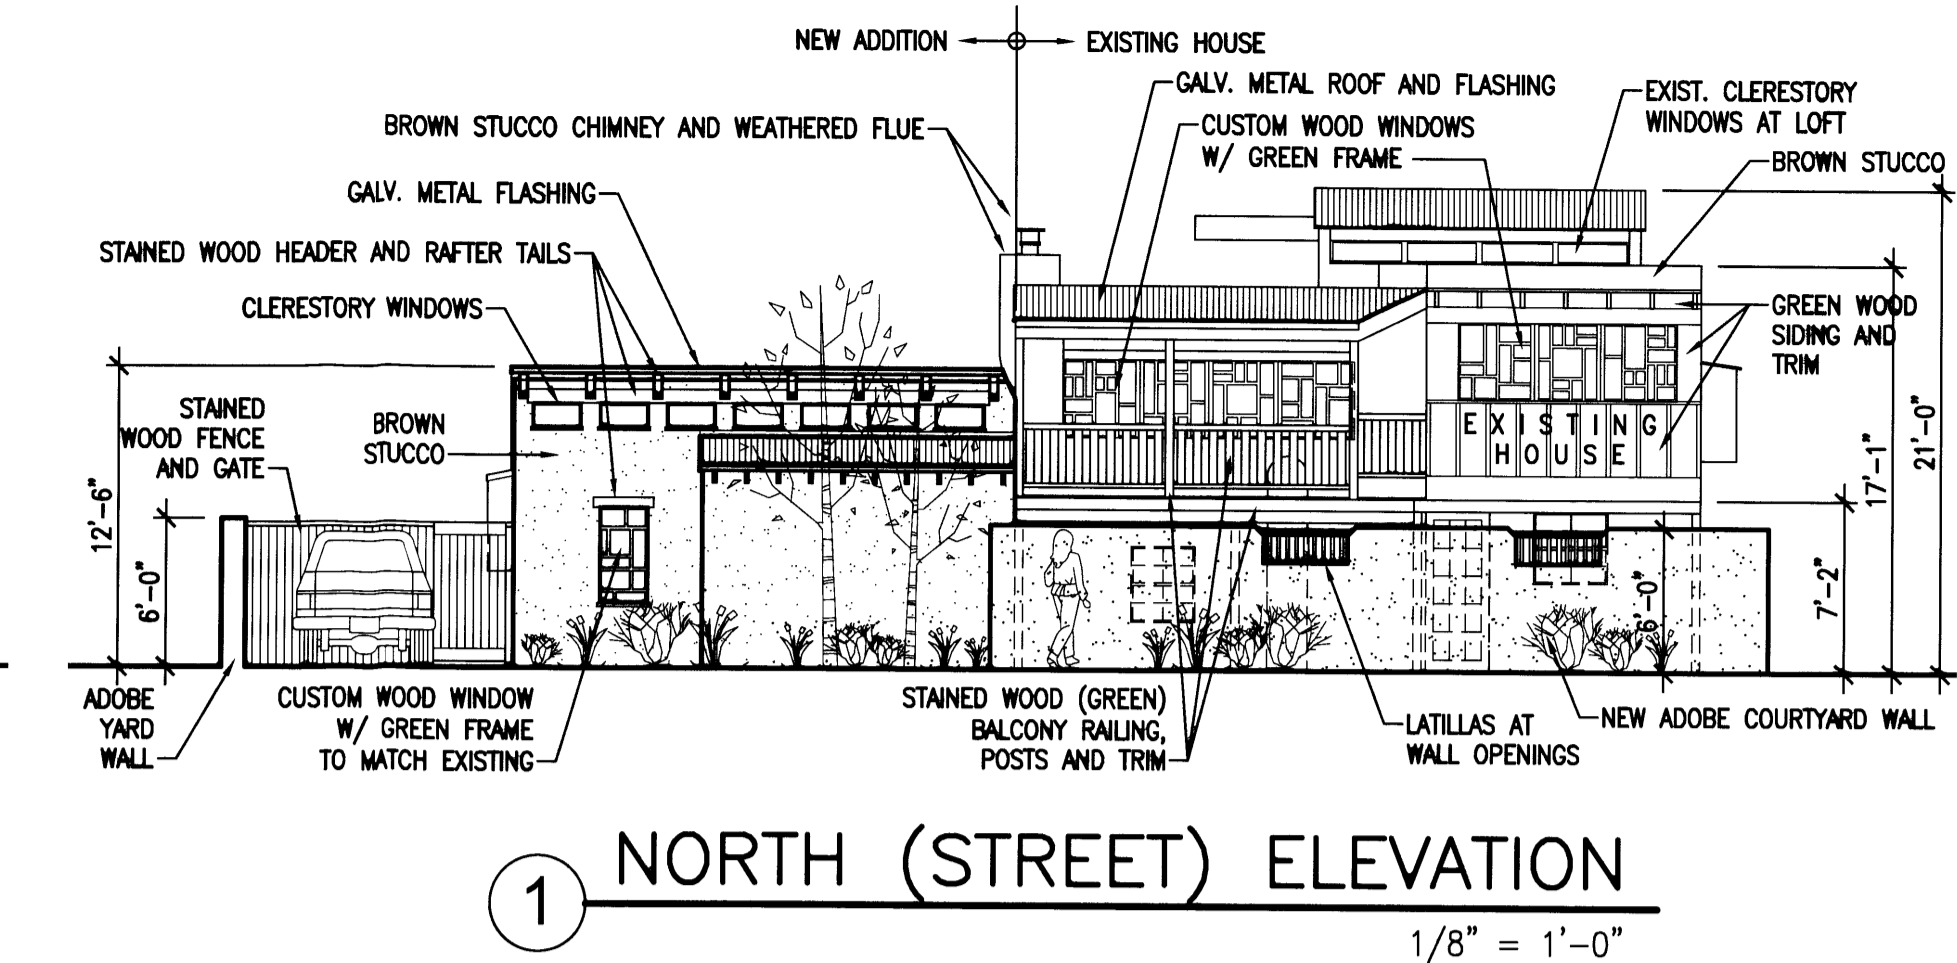 NEW ADDITION
EXISTING HOUSE
GALV. METAL ROOF AND FLASHING
EXIST. CLERESTORY
WINDOWS AT LOFT
BROWN STUCCO CHIMNEY AND WEATHERED FLUE
CUSTOM WOOD WINDOWS
W/ GREEN FRAME
BROWN STUCCO
GALV. METAL FLASHING
STAINED WOOD HEADER AND RAFTER TAILS
CLERESTORY WINDOWS
GREEN WOOD
SIDING AND
TRIM
STAINED
WOOD FENCE
AND GATE
BROWN
STUCCO
EXISTING
HOUSE
12'-6"
6'-0"
6'-0"
7'-2"
17'-1"
21'-0"
ADOBE
YARD
WALL
CUSTOM WOOD WINDOW
W/ GREEN FRAME
TO MATCH EXISTING
STAINED WOOD (GREEN)
BALCONY RAILING,
POSTS AND TRIM
LATILLAS AT
WALL OPENINGS
NEW ADOBE COURTYARD WALL
1
NORTH (STREET) ELEVATION
1/8" = 1'-0"